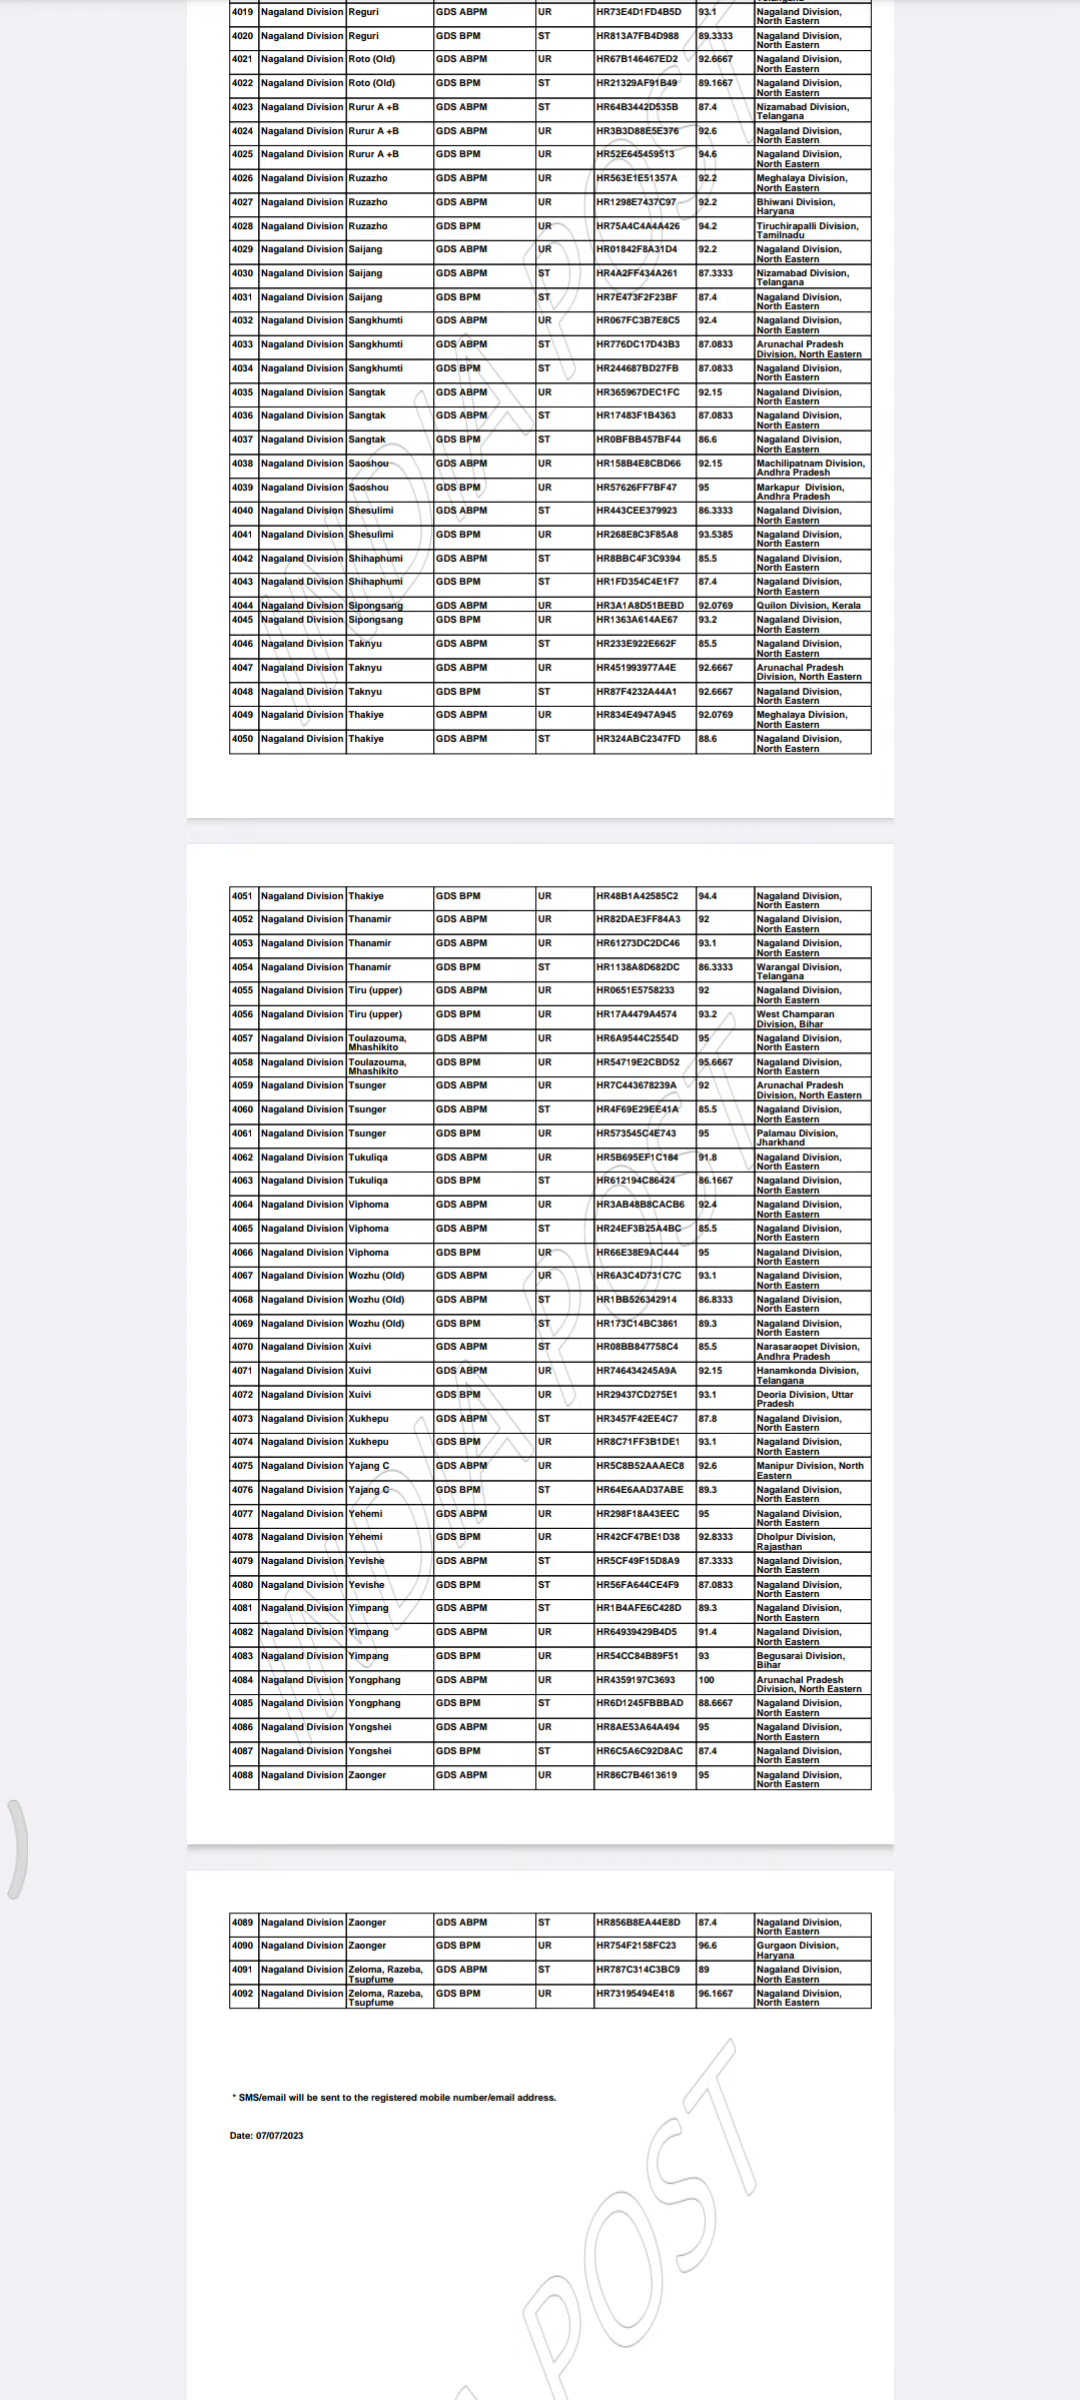 4019 Nagaland Division Reguri GDS ABPM UR HR73E4D1FD4B5D 93.1 Nagaland Division, North Eastern
4020 Nagaland Division Reguri GDS BPM ST HR813A7FB4D988 89.3333 Nagaland Division, North Eastern
4021 Nagaland Division Roto (Old) GDS ABPM UR HR67B146467ED2 92.6667 Nagaland Division, North Eastern
4022 Nagaland Division Roto (Old) GDS BPM ST HR21329AF91B49 89.1667 Nagaland Division, North Eastern
4023 Nagaland Division Rurur A +B GDS ABPM ST HR64B3442D535B 87.4 Nizamabad Division, Telangana
4024 Nagaland Division Rurur A +B GDS ABPM UR HR3B3D88E5E376 92.6 Nagaland Division, North Eastern
4025 Nagaland Division Rurur A +B GDS BPM UR HR52E645459513 94.6 Nagaland Division, North Eastern
4026 Nagaland Division Ruzazho GDS ABPM UR HR563E1E51357A 92.2 Meghalaya Division, North Eastern
4027 Nagaland Division Ruzazho GDS ABPM UR HR1298E7437C97 92.2 Bhiwani Division, Haryana
4028 Nagaland Division Ruzazho GDS BPM UR HR75A4C4A4A426 94.2 Tiruchirapalli Division, Tamilnadu
4029 Nagaland Division Saijang GDS ABPM UR HR01842F8A31D4 92.2 Nagaland Division, North Eastern
4030 Nagaland Division Saijang GDS ABPM ST HR4A2FF434A261 87.3333 Nizamabad Division, Telangana
4031 Nagaland Division Saijang GDS BPM ST HR7E473F2F23BF 87.4 Nagaland Division, North Eastern
4032 Nagaland Division Sangkhumti GDS ABPM UR HR067FC3B7E8C5 92.4 Nagaland Division, North Eastern
4033 Nagaland Division Sangkhumti GDS ABPM ST HR776DC17D43B3 87.0833 Arunachal Pradesh Division, North Eastern
4034 Nagaland Division Sangkhumti GDS BPM ST HR244687BD27FB 87.0833 Nagaland Division, North Eastern
4035 Nagaland Division Sangtak GDS ABPM UR HR365967DEC1FC 92.15 Nagaland Division, North Eastern
4036 Nagaland Division Sangtak GDS ABPM ST HR17483F1B4363 87.0833 Nagaland Division, North Eastern
4037 Nagaland Division Sangtak GDS BPM ST HR0BFBB457BF44 86.6 Nagaland Division, North Eastern
4038 Nagaland Division Saoshou GDS ABPM UR HR158B4E8CBD66 92.15 Machilipatnam Division, Andhra Pradesh
4039 Nagaland Division Saoshou GDS BPM UR HR57626FF7BF47 95 Markapur Division, Andhra Pradesh
4040 Nagaland Division Shesulimi GDS ABPM ST HR443CEE379923 86.3333 Nagaland Division, North Eastern
4041 Nagaland Division Shesulimi GDS BPM UR HR268E8C3F85A8 93.5385 Nagaland Division, North Eastern
4042 Nagaland Division Shihaphumi GDS ABPM ST HR8BBC4F3C9394 85.5 Nagaland Division, North Eastern
4043 Nagaland Division Shihaphumi GDS BPM ST HR1FD354C4E1F7 87.4 Nagaland Division, North Eastern
4044 Nagaland Division Sipongsang GDS ABPM UR HR3A1A8D51BEBD 92.0769 Quilon Division, Kerala
4045 Nagaland Division Sipongsang GDS BPM UR HR1363A614AE67 93.2 Nagaland Division, North Eastern
4046 Nagaland Division Taknyu GDS ABPM ST HR233E922E662F 85.5 Nagaland Division, North Eastern
4047 Nagaland Division Taknyu GDS ABPM UR HR451993977A4E 92.6667 Arunachal Pradesh Division, North Eastern
4048 Nagaland Division Taknyu GDS BPM ST HR87F4232A44A1 92.6667 Nagaland Division, North Eastern
4049 Nagaland Division Thakiye GDS ABPM UR HR834E4947A945 92.0769 Meghalaya Division, North Eastern
4050 Nagaland Division Thakiye GDS ABPM ST HR324ABC2347FD 88.6 Nagaland Division, North Eastern
4051 Nagaland Division Thakiye GDS BPM UR HR48B1A42585C2 94.4 Nagaland Division, North Eastern
4052 Nagaland Division Thanamir GDS ABPM UR HR82DAE3FF84A3 92 Nagaland Division, North Eastern
4053 Nagaland Division Thanamir GDS ABPM UR HR61273DC2DC46 93.1 Nagaland Division, North Eastern
4054 Nagaland Division Thanamir GDS BPM ST HR1138A8D682DC 86.3333 Warangal Division, Telangana
4055 Nagaland Division Tiru (upper) GDS ABPM UR HR0651E5758233 92 Nagaland Division, North Eastern
4056 Nagaland Division Tiru (upper) GDS BPM UR HR17A4479A4574 93.2 West Champaran Division, Bihar
4057 Nagaland Division Toulazouma, Mhashikito GDS ABPM UR HR6A9544C2554D 95 Nagaland Division, North Eastern
4058 Nagaland Division Toulazouma, Mhashikito GDS BPM UR HR54719E2CBD52 95.6667 Nagaland Division, North Eastern
4059 Nagaland Division Tsunger GDS ABPM UR HR7C443678239A 92 Arunachal Pradesh Division, North Eastern
4060 Nagaland Division Tsunger GDS ABPM ST HR4F69E29EE41A 85.5 Nagaland Division, North Eastern
4061 Nagaland Division Tsunger GDS BPM UR HR573545C4E743 95 Palamau Division, Jharkhand
4062 Nagaland Division Tukuliqa GDS ABPM UR HR5B695EF1C184 91.8 Nagaland Division, North Eastern
4063 Nagaland Division Tukuliqa GDS BPM ST HR612194C86424 86.1667 Nagaland Division, North Eastern
4064 Nagaland Division Viphoma GDS ABPM UR HR3AB48B8CACB6 92.4 Nagaland Division, North Eastern
4065 Nagaland Division Viphoma GDS ABPM ST HR24EF3B25A4BC 85.5 Nagaland Division, North Eastern
4066 Nagaland Division Viphoma GDS BPM UR HR66E38E9AC444 95 Nagaland Division, North Eastern
4067 Nagaland Division Wozhu (Old) GDS ABPM UR HR6A3C4D731C7C 93.1 Nagaland Division, North Eastern
4068 Nagaland Division Wozhu (Old) GDS ABPM ST HR1BB526342914 86.8333 Nagaland Division, North Eastern
4069 Nagaland Division Wozhu (Old) GDS BPM ST HR173C14BC3861 89.3 Nagaland Division, North Eastern
4070 Nagaland Division Xuivi GDS ABPM ST HR08BB847758C4 85.5 Narasaraopet Division, Andhra Pradesh
4071 Nagaland Division Xuivi GDS ABPM UR HR746434245A9A 92.15 Hanamkonda Division, Telangana
4072 Nagaland Division Xuivi GDS BPM UR HR29437CD275E1 93.1 Deoria Division, Uttar Pradesh
4073 Nagaland Division Xukhepu GDS ABPM ST HR3457F42EE4C7 87.8 Nagaland Division, North Eastern
4074 Nagaland Division Xukhepu GDS BPM UR HR8C71FF3B1DE1 93.1 Nagaland Division, North Eastern
4075 Nagaland Division Yajang C GDS ABPM UR HR5C8B52AAAEC8 92.6 Manipur Division, North Eastern
4076 Nagaland Division Yajang C GDS BPM ST HR64E6AAD37ABE 89.3 Nagaland Division, North Eastern
4077 Nagaland Division Yehemi GDS ABPM UR HR298F18A43EEC 95 Nagaland Division, North Eastern
4078 Nagaland Division Yehemi GDS BPM UR HR42CF47BE1D38 92.8333 Dholpur Division, Rajasthan
4079 Nagaland Division Yevishe GDS ABPM ST HR5CF49F15D8A9 87.3333 Nagaland Division, North Eastern
4080 Nagaland Division Yevishe GDS BPM ST HR56FA644CE4F9 87.0833 Nagaland Division, North Eastern
4081 Nagaland Division Yimpang GDS ABPM ST HR1B4AFE6C428D 89.3 Nagaland Division, North Eastern
4082 Nagaland Division Yimpang GDS ABPM UR HR64939429B4D5 91.4 Nagaland Division, North Eastern
4083 Nagaland Division Yimpang GDS BPM UR HR54CC84B89F51 93 Begusarai Division, Bihar
4084 Nagaland Division Yongphang GDS ABPM UR HR4359197C3693 100 Arunachal Pradesh Division, North Eastern
4085 Nagaland Division Yongphang GDS BPM ST HR6D1245FBBBAD 88.6667 Nagaland Division, North Eastern
4086 Nagaland Division Yongshei GDS ABPM UR HR8AE53A64A494 95 Nagaland Division, North Eastern
4087 Nagaland Division Yongshei GDS BPM ST HR6C5A6C92D8AC 87.4 Nagaland Division, North Eastern
4088 Nagaland Division Zaonger GDS ABPM UR HR86C7B4613619 95 Nagaland Division, North Eastern
4089 Nagaland Division Zaonger GDS ABPM ST HR856B8EA44E8D 87.4 Nagaland Division, North Eastern
4090 Nagaland Division Zaonger GDS BPM UR HR754F2158FC23 96.6 Gurgaon Division, Haryana
4091 Nagaland Division Zeloma, Razeba, Tsupfume GDS ABPM ST HR787C314C3BC9 89 Nagaland Division, North Eastern
4092 Nagaland Division Zeloma, Razeba, Tsupfume GDS BPM UR HR73195494E418 96.1667 Nagaland Division, North Eastern
* SMS/email will be sent to the registered mobile number/email address.
Date: 07/07/2023
INDIA POST
INDIA POST
A POST